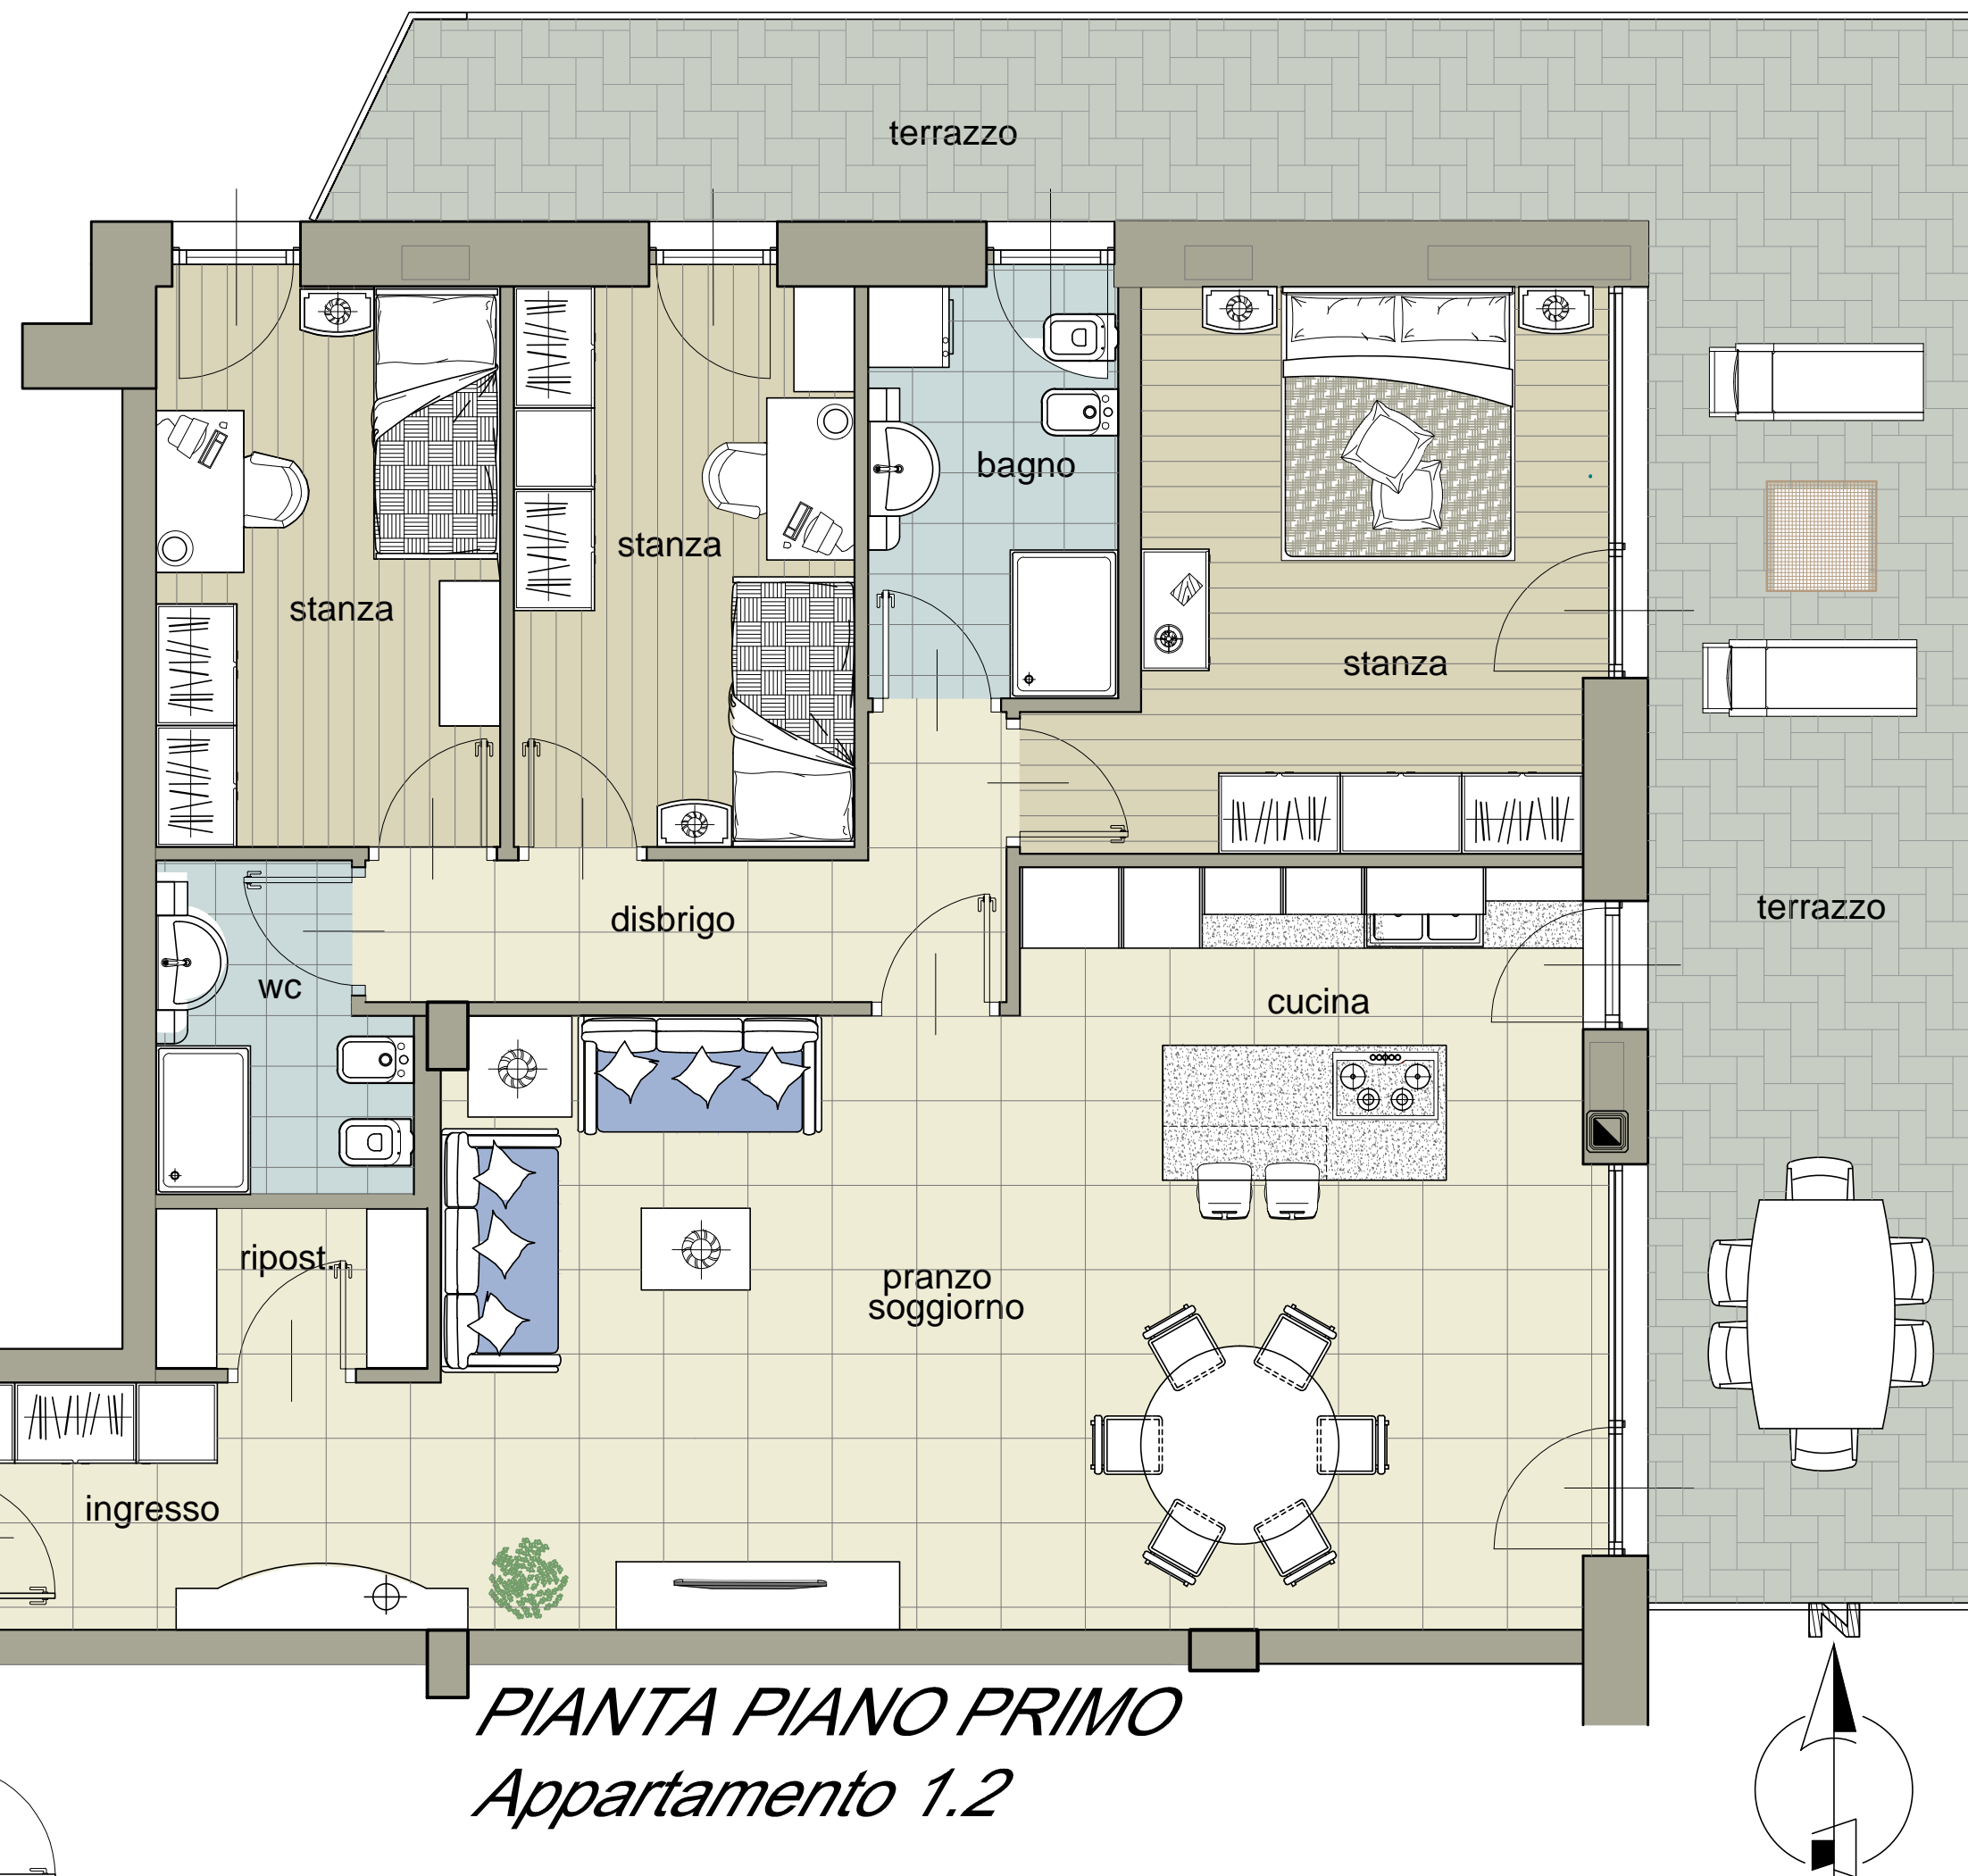 terrazzo
bagno
stanza
stanza
stanza
terrazzo
disbrigo
wc
cucina
ripost.
pranzo
soggiorno
ingresso
N
PIANTA PIANO PRIMO
Appartamento 1.2